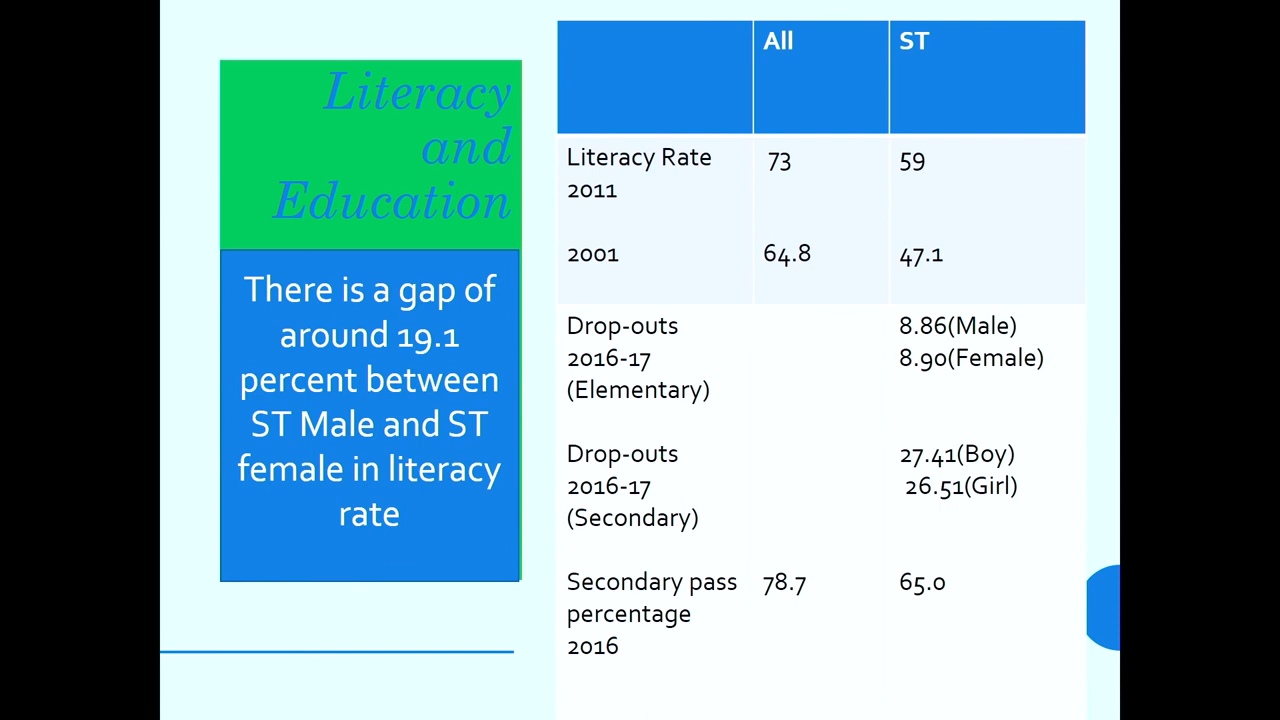 Literacy
and
Education
There is a gap of
around 19.1
percent between
ST Male and ST
female in literacy
rate
All ST
Literacy Rate 73 59
2011
2001 64.8 47.1
Drop-outs 8.86(Male)
2016-17 8.90(Female)
(Elementary)
Drop-outs 27.41(Boy)
2016-17 26.51(Girl)
(Secondary)
Secondary pass 78.7 65.0
percentage
2016